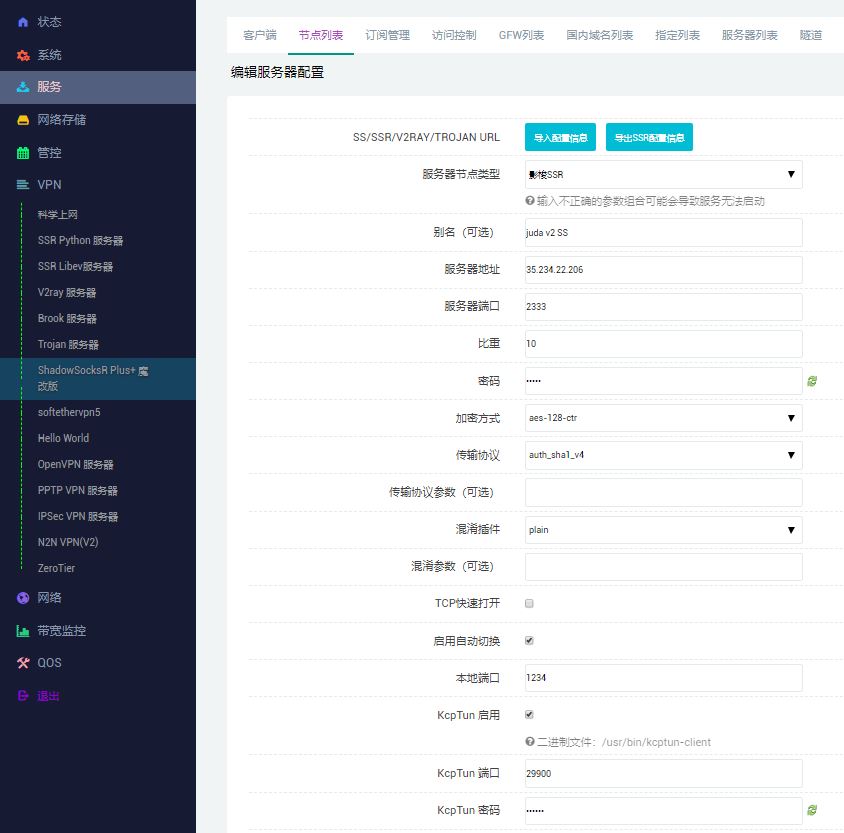 状态
系统
服务
网络存储
管控
VPN
科学上网
SSR Python 服务器
SSR Libev服务器
V2ray 服务器
Brook 服务器
Trojan 服务器
ShadowSocksR Plus+ 魔
改版
softethervpn5
Hello World
OpenVPN 服务器
PPTP VPN 服务器
IPSec VPN 服务器
N2N VPN(V2)
ZeroTier
网络
带宽监控
QOS
退出
客户端 节点列表 订阅管理 访问控制 GFW列表 国内域名列表 指定列表 服务器列表 隧道
编辑服务器配置
SS/SSR/V2RAY/TROJAN URL 导入配置信息 导出SSR配置信息
服务器节点类型 影梭SSR
输入不正确的参数组合可能会导致服务无法启动
别名（可选） juda v2 SS
服务器地址 35.234.22.206
服务器端口 2333
比重 10
密码 •••••
加密方式 aes-128-ctr
传输协议 auth_sha1_v4
传输协议参数（可选）
混淆插件 plain
混淆参数（可选）
TCP快速打开
启用自动切换
本地端口 1234
KcpTun 启用
二进制文件：/usr/bin/kcptun-client
KcpTun 端口 29900
KcpTun 密码 ••••••